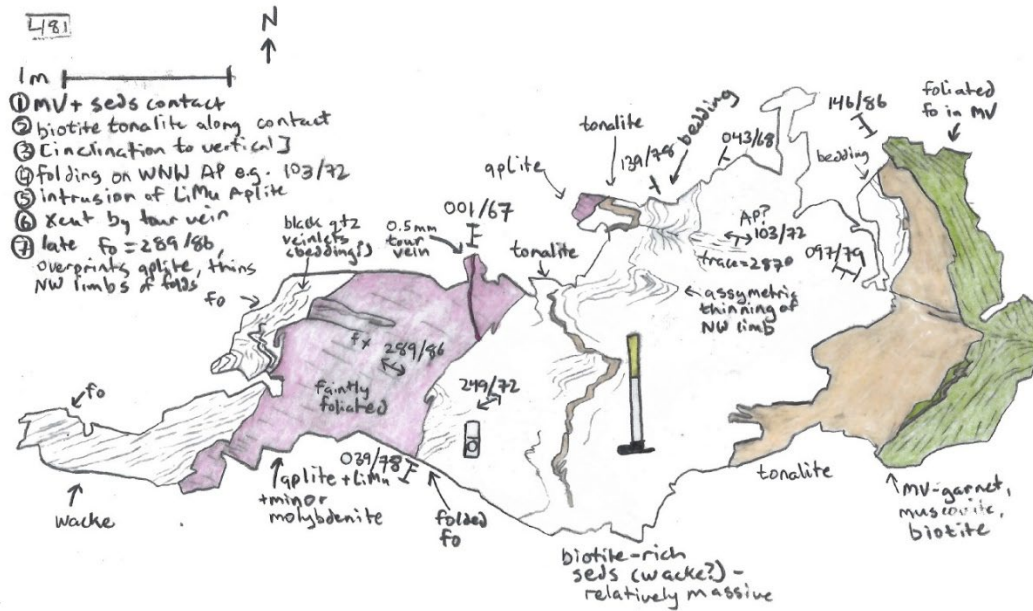 L481
N
1m
① MV + seds contact
② biotite tonalite along contact
③ [inclination to vertical]
④ folding on WNW AP e.g. 103/72
⑤ intrusion of LiMu Aplite
⑥ Xcut by tour vein
⑦ late fo = 289/86,
overprints aplite, thins
NW limbs of folds
fo
black qtz
veinlets
(bedding?)
0.5mm
tour
vein
001/67
tonalite
aplite
tonalite
139/78
bedding
043/68
146/86
bedding
foliated
fo in MV
AP?
103/72
trace=287°
097/79
assymetric
thinning of
NW limb
289/86
faintly
foliated
249/72
fo
wacke
aplite + LiMu
+minor
molybdenite
039/78
folded
fo
biotite-rich
seds (wacke?) -
relatively massive
tonalite
MV-garnet,
muscovite,
biotite